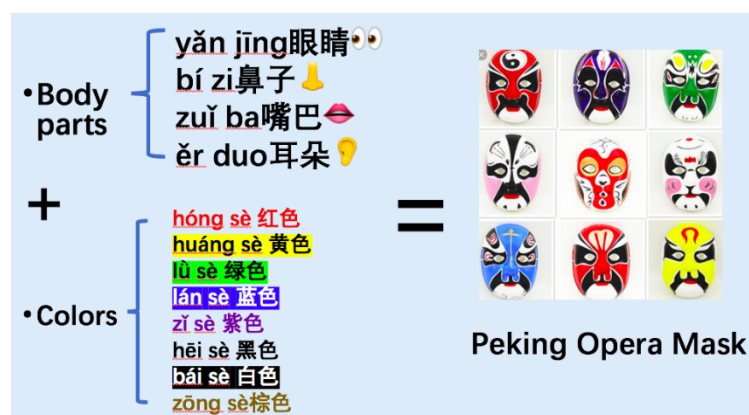 • Body parts
yǎn jīng眼睛
bí zi鼻子
zuǐ ba嘴巴
ěr duo耳朵
+
• Colors
hóng sè 红色
huáng sè 黄色
lǜ sè 绿色
lán sè 蓝色
zǐ sè 紫色
hēi sè 黑色
bái sè 白色
zōng sè棕色
=
Peking Opera Mask